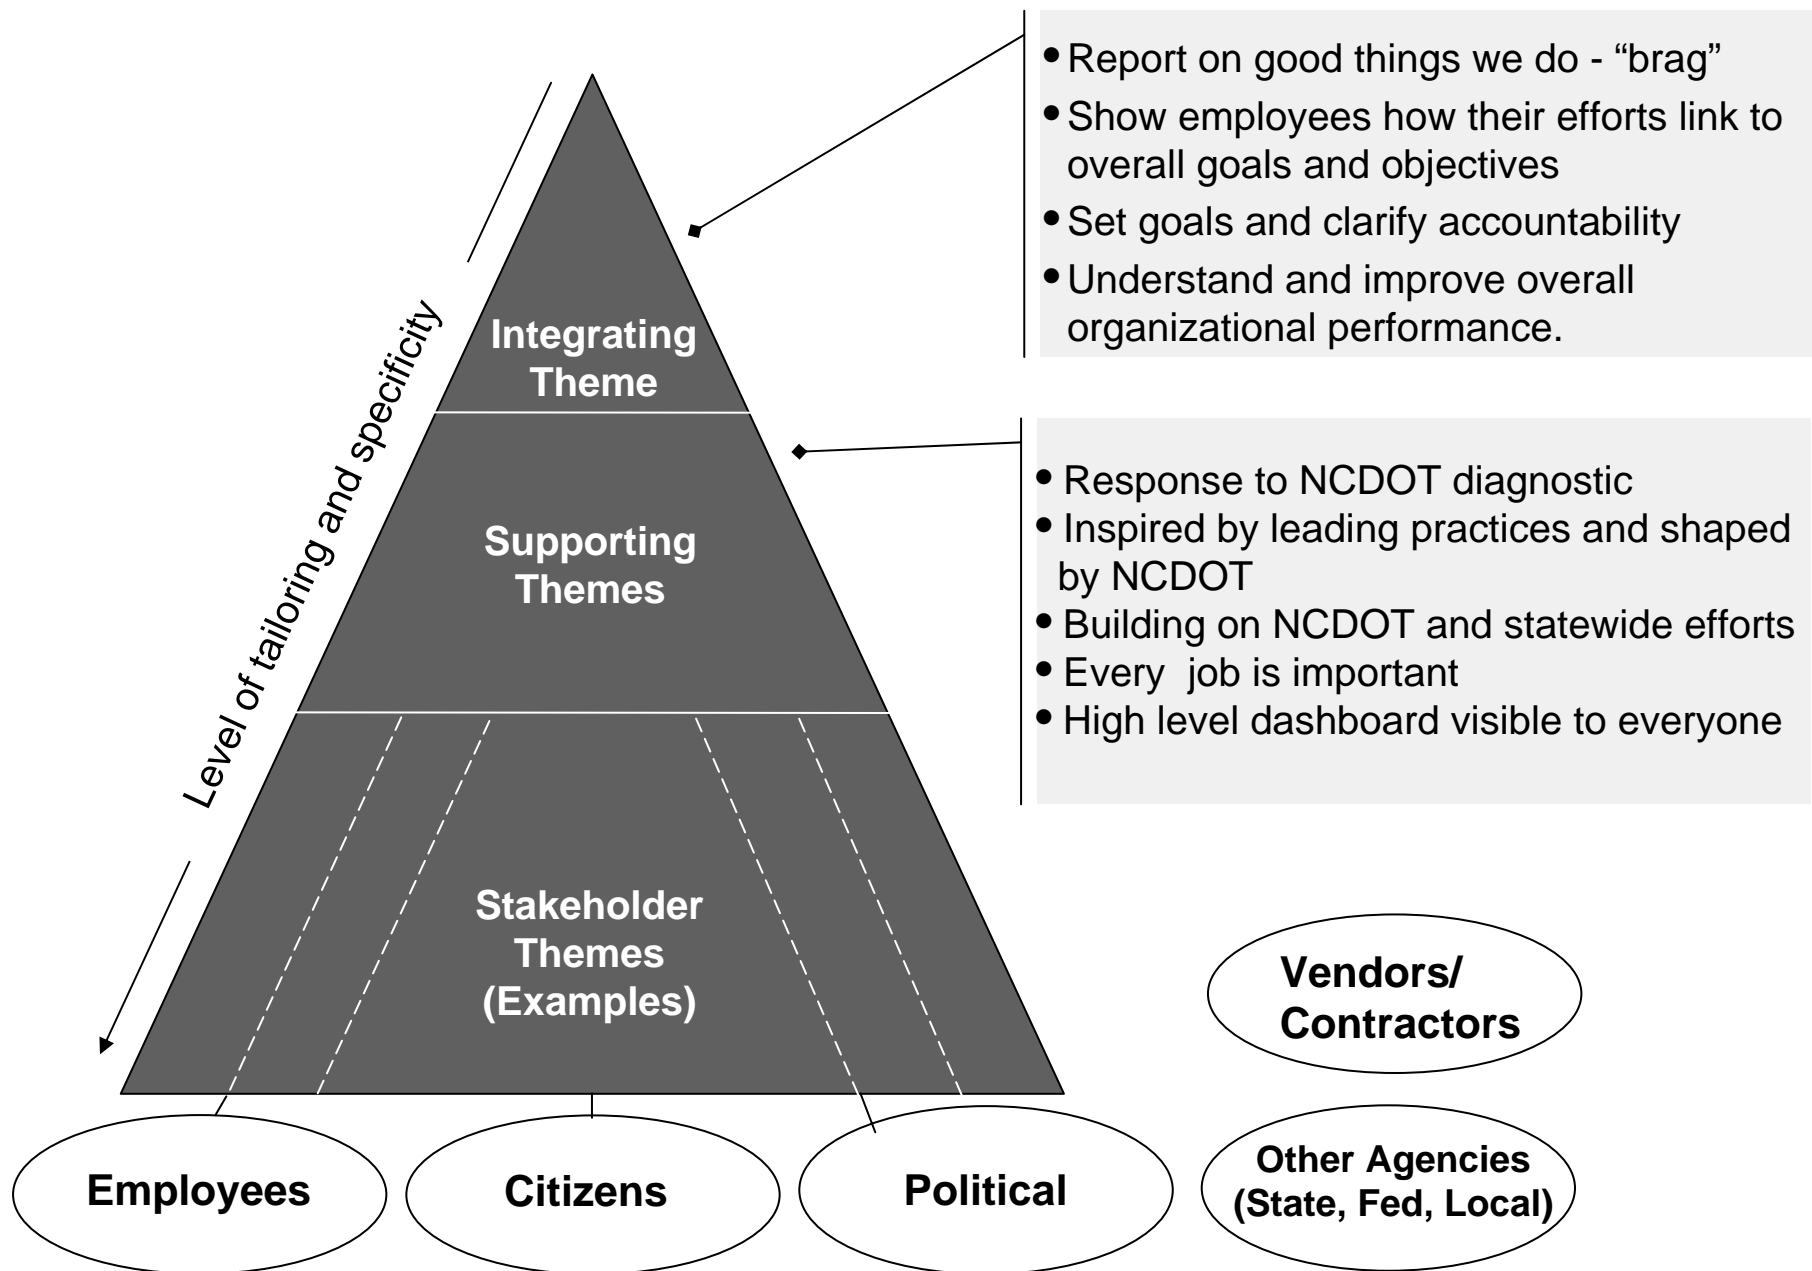 • Report on good things we do - “brag”
• Show employees how their efforts link to
overall goals and objectives
• Set goals and clarify accountability
• Understand and improve overall
organizational performance.
Integrating
Theme
Level of tailoring and specificity
• Response to NCDOT diagnostic
• Inspired by leading practices and shaped
by NCDOT
• Building on NCDOT and statewide efforts
• Every  job is important
• High level dashboard visible to everyone
Supporting
Themes
Stakeholder
Themes
(Examples)
Vendors/
Contractors
Employees
Citizens
Political
Other Agencies
(State, Fed, Local)